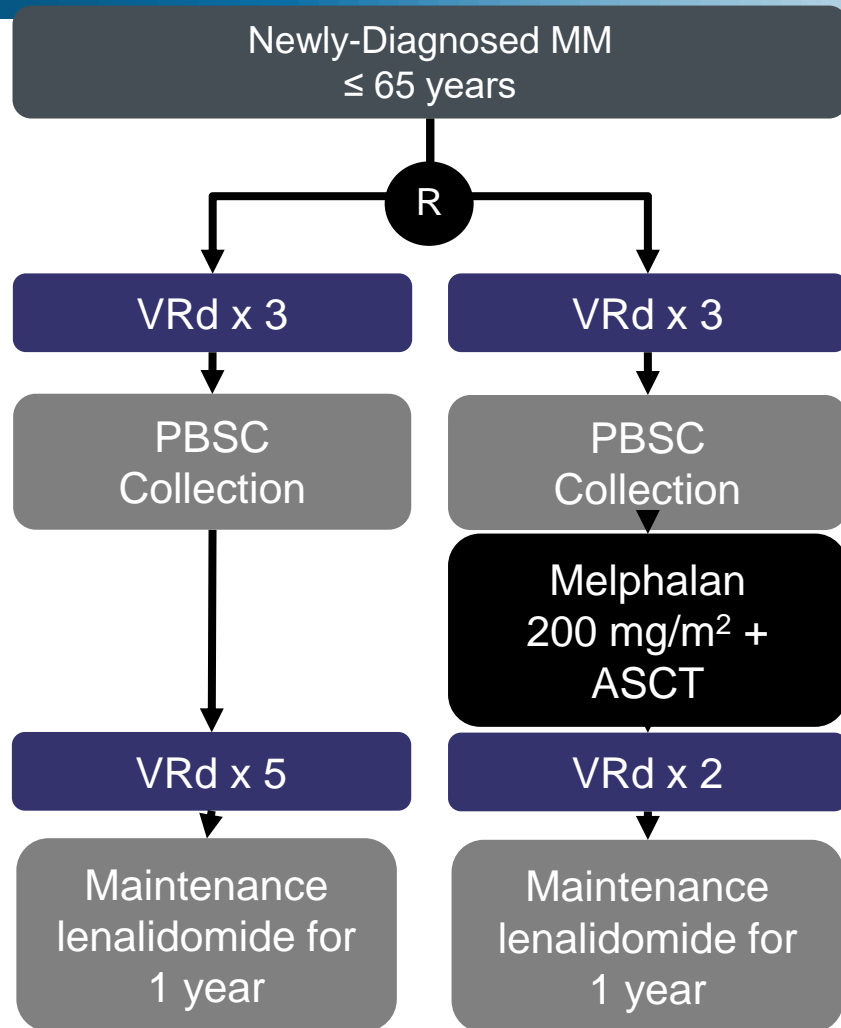 Newly-Diagnosed MM
≤ 65 years
R
VRd x 3
VRd x 3
PBSC
Collection
PBSC
Collection
Melphalan
200 mg/m² +
ASCT
VRd x 5
VRd x 2
Maintenance
lenalidomide for
1 year
Maintenance
lenalidomide for
1 year